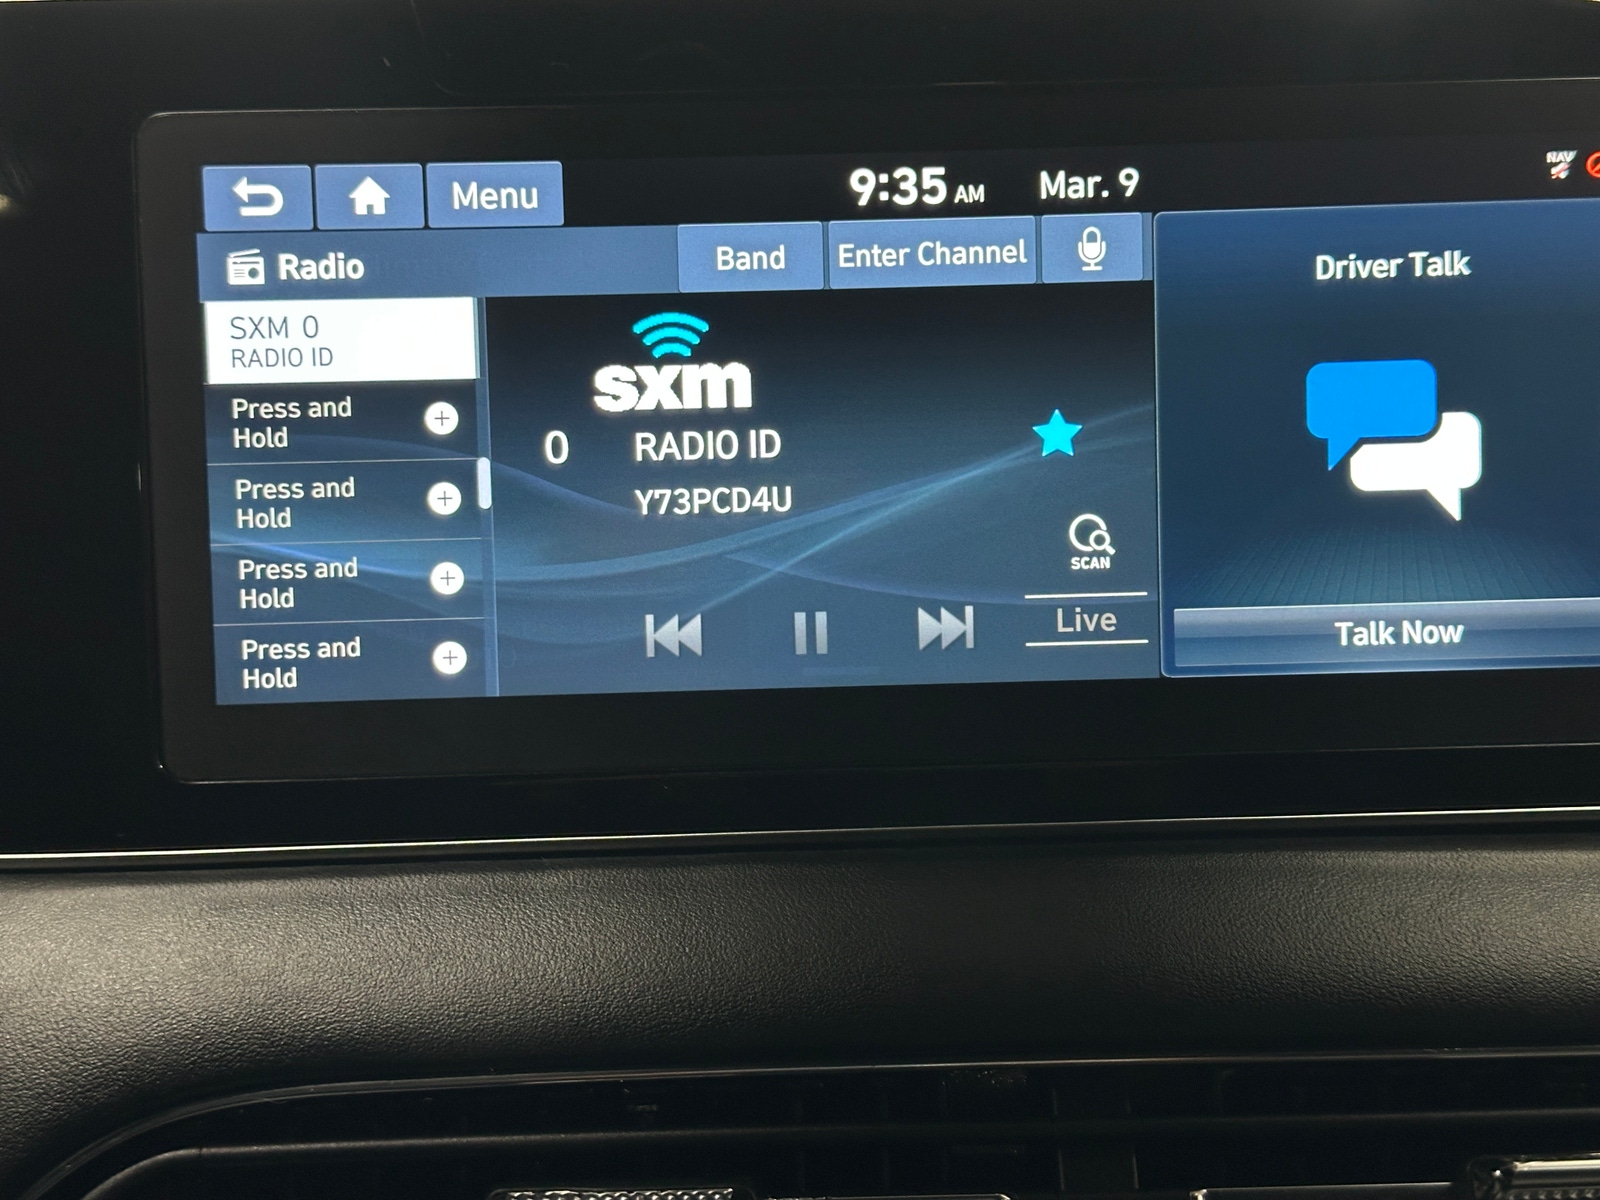 Menu
9:35 AM
Mar. 9
NAV
Radio
Band
Enter Channel
Driver Talk
SXM 0
RADIO ID
Press and
Hold
Press and
Hold
Press and
Hold
Press and
Hold
sxm
0 RADIO ID
Y73PCD4U
SCAN
Live
Talk Now